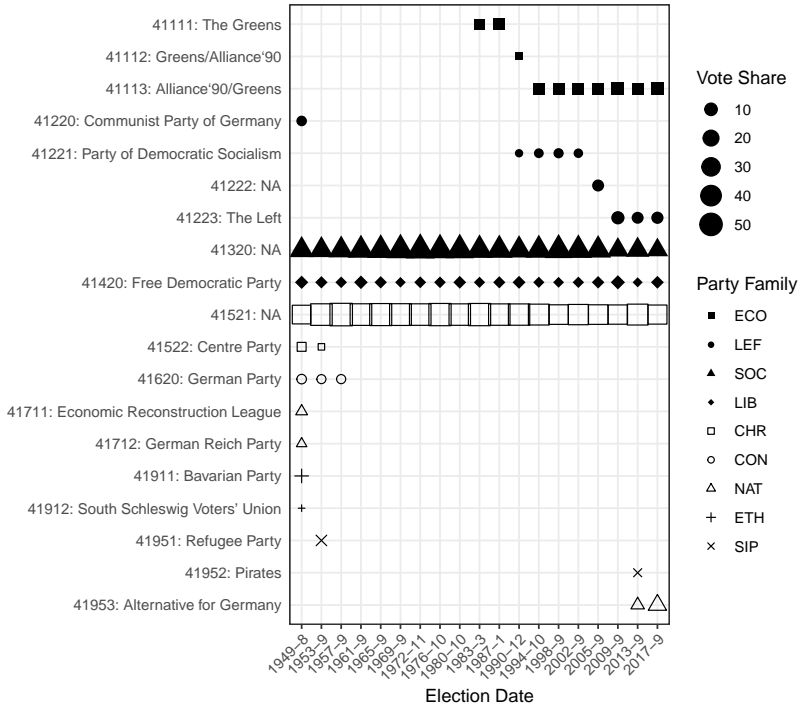 41111: The Greens
41112: Greens/Alliance‘90
41113: Alliance‘90/Greens
41220: Communist Party of Germany
41221: Party of Democratic Socialism
41222: NA
41223: The Left
41320: NA
41420: Free Democratic Party
41521: NA
41522: Centre Party
41620: German Party
41711: Economic Reconstruction League
41712: German Reich Party
41911: Bavarian Party
41912: South Schleswig Voters’ Union
41951: Refugee Party
41952: Pirates
41953: Alternative for Germany
1949–8
1953–9
1957–9
1961–9
1965–9
1969–9
1972–11
1976–10
1980–10
1983–3
1987–1
1990–12
1994–10
1998–9
2002–9
2005–9
2009–9
2013–9
2017–9
Election Date
Vote Share
10
20
30
40
50
Party Family
ECO
LEF
SOC
LIB
CHR
CON
NAT
ETH
SIP